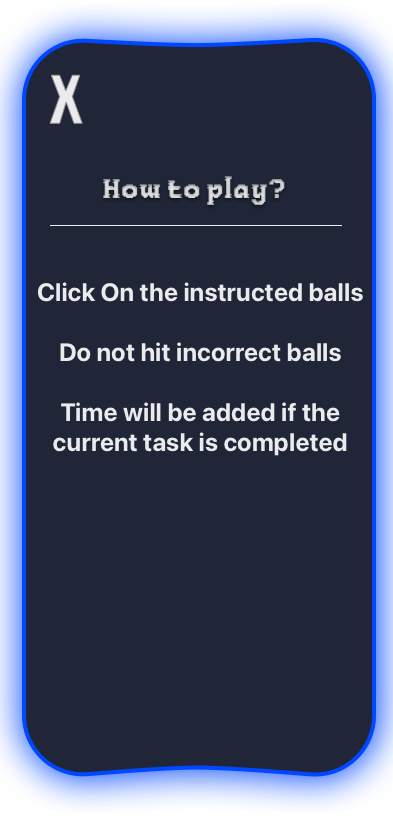 X
How to play?
Click On the instructed balls
Do not hit incorrect balls
Time will be added if the
current task is completed